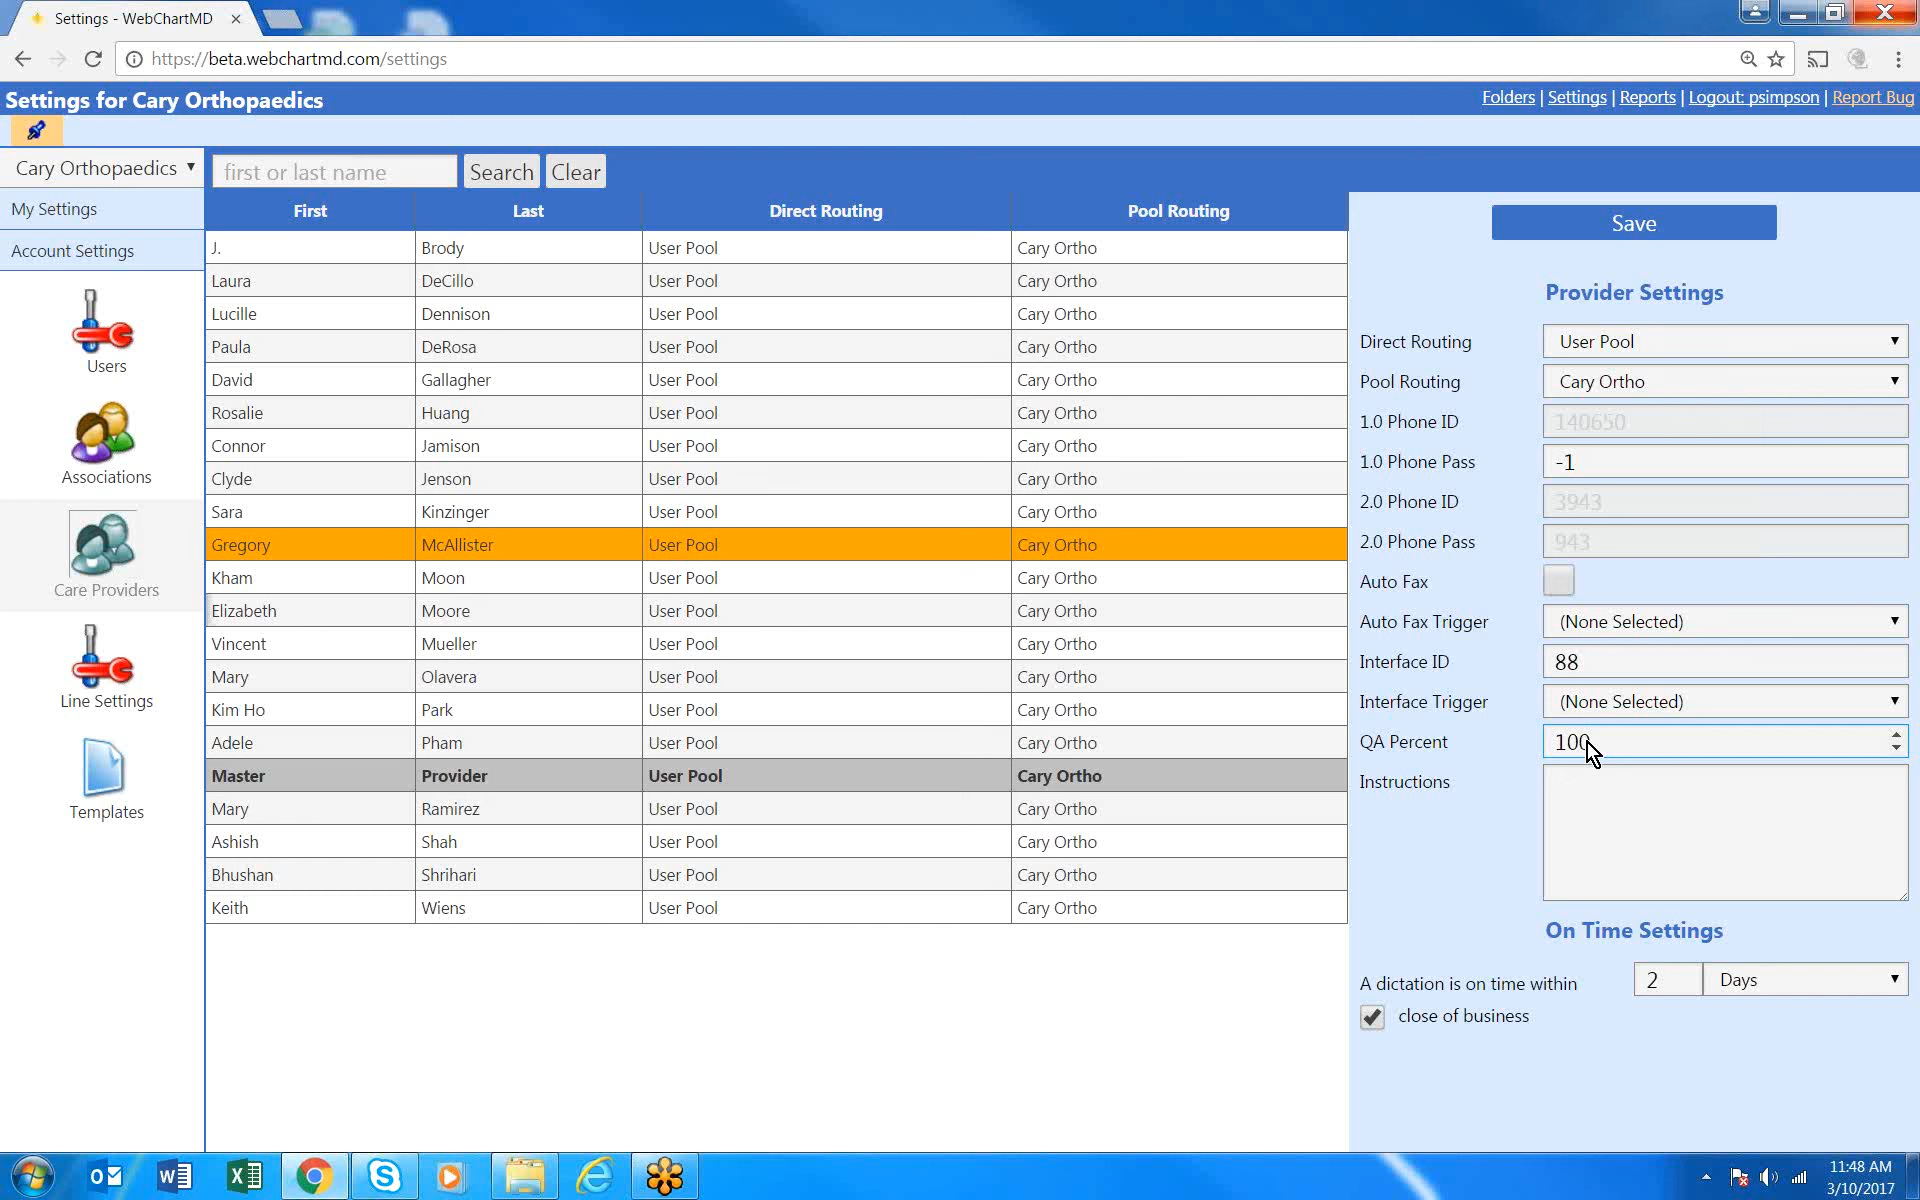 Settings - WebChartMD
https://beta.webchartmd.com/settings
Settings for Cary Orthopaedics
Folders | Settings | Reports | Logout: psimpson | Report Bug
Cary Orthopaedics
My Settings
Account Settings
Users
Associations
Care Providers
Line Settings
Templates
first or last name Search Clear
First Last Direct Routing Pool Routing
J. Brody User Pool Cary Ortho
Laura DeCillo User Pool Cary Ortho
Lucille Dennison User Pool Cary Ortho
Paula DeRosa User Pool Cary Ortho
David Gallagher User Pool Cary Ortho
Rosalie Huang User Pool Cary Ortho
Connor Jamison User Pool Cary Ortho
Clyde Jenson User Pool Cary Ortho
Sara Kinzinger User Pool Cary Ortho
Gregory McAllister User Pool Cary Ortho
Kham Moon User Pool Cary Ortho
Elizabeth Moore User Pool Cary Ortho
Vincent Mueller User Pool Cary Ortho
Mary Olavera User Pool Cary Ortho
Kim Ho Park User Pool Cary Ortho
Adele Pham User Pool Cary Ortho
Master Provider User Pool Cary Ortho
Mary Ramirez User Pool Cary Ortho
Ashish Shah User Pool Cary Ortho
Bhushan Shrihari User Pool Cary Ortho
Keith Wiens User Pool Cary Ortho
Save
Provider Settings
Direct Routing User Pool
Pool Routing Cary Ortho
1.0 Phone ID 140650
1.0 Phone Pass -1
2.0 Phone ID 3943
2.0 Phone Pass 943
Auto Fax
Auto Fax Trigger (None Selected)
Interface ID 88
Interface Trigger (None Selected)
QA Percent 100
Instructions
On Time Settings
A dictation is on time within 2 Days
close of business
11:48 AM
3/10/2017